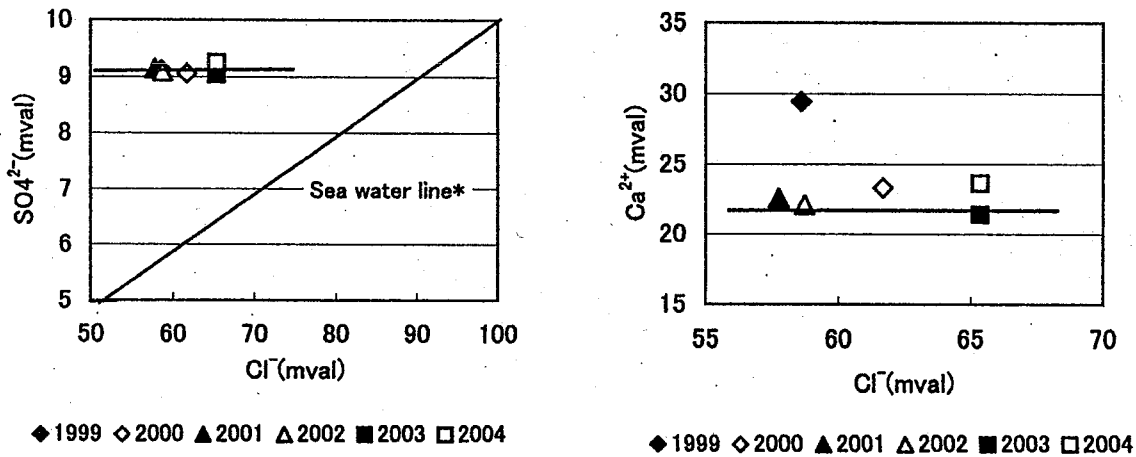 10
9
8
7
6
5
SO4²⁻(mval)
Sea water line*
50 60 70 80 90 100
Cl⁻(mval)
◆ 1999 ◇ 2000 ▲ 2001 △ 2002 ■ 2003 □ 2004
35
30
25
20
15
Ca²⁺(mval)
55 60 65 70
Cl⁻(mval)
◆ 1999 ◇ 2000 ▲ 2001 △ 2002 ■ 2003 □ 2004